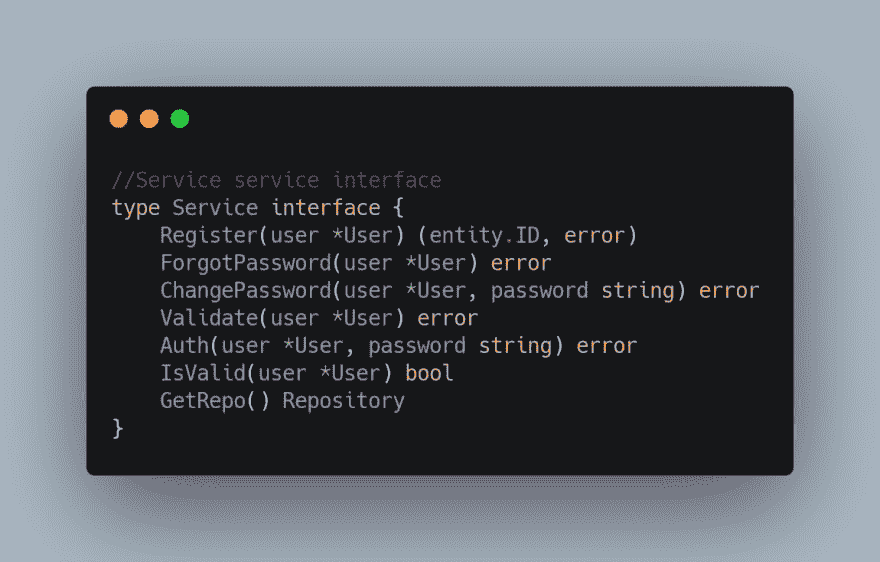 //Service service interface
type Service interface {
    Register(user *User) (entity.ID, error)
    ForgotPassword(user *User) error
    ChangePassword(user *User, password string) error
    Validate(user *User) error
    Auth(user *User, password string) error
    IsValid(user *User) bool
    GetRepo() Repository
}